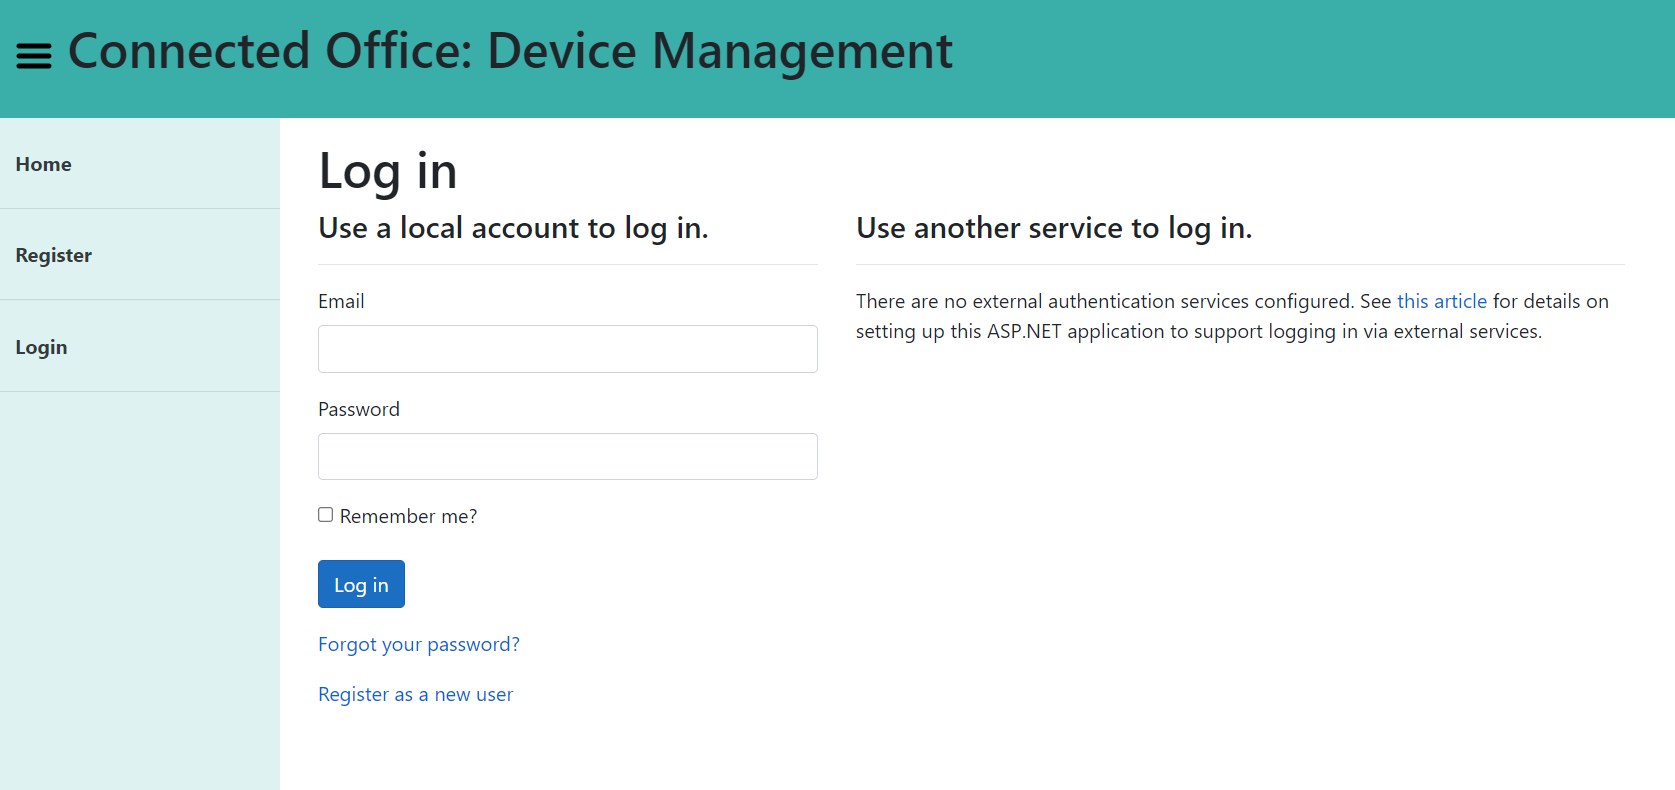 Connected Office: Device Management
Home
Register
Login
Log in
Use a local account to log in.
Email
Password
Remember me?
Log in
Forgot your password?
Register as a new user
Use another service to log in.
There are no external authentication services configured. See this article for details on
setting up this ASP.NET application to support logging in via external services.